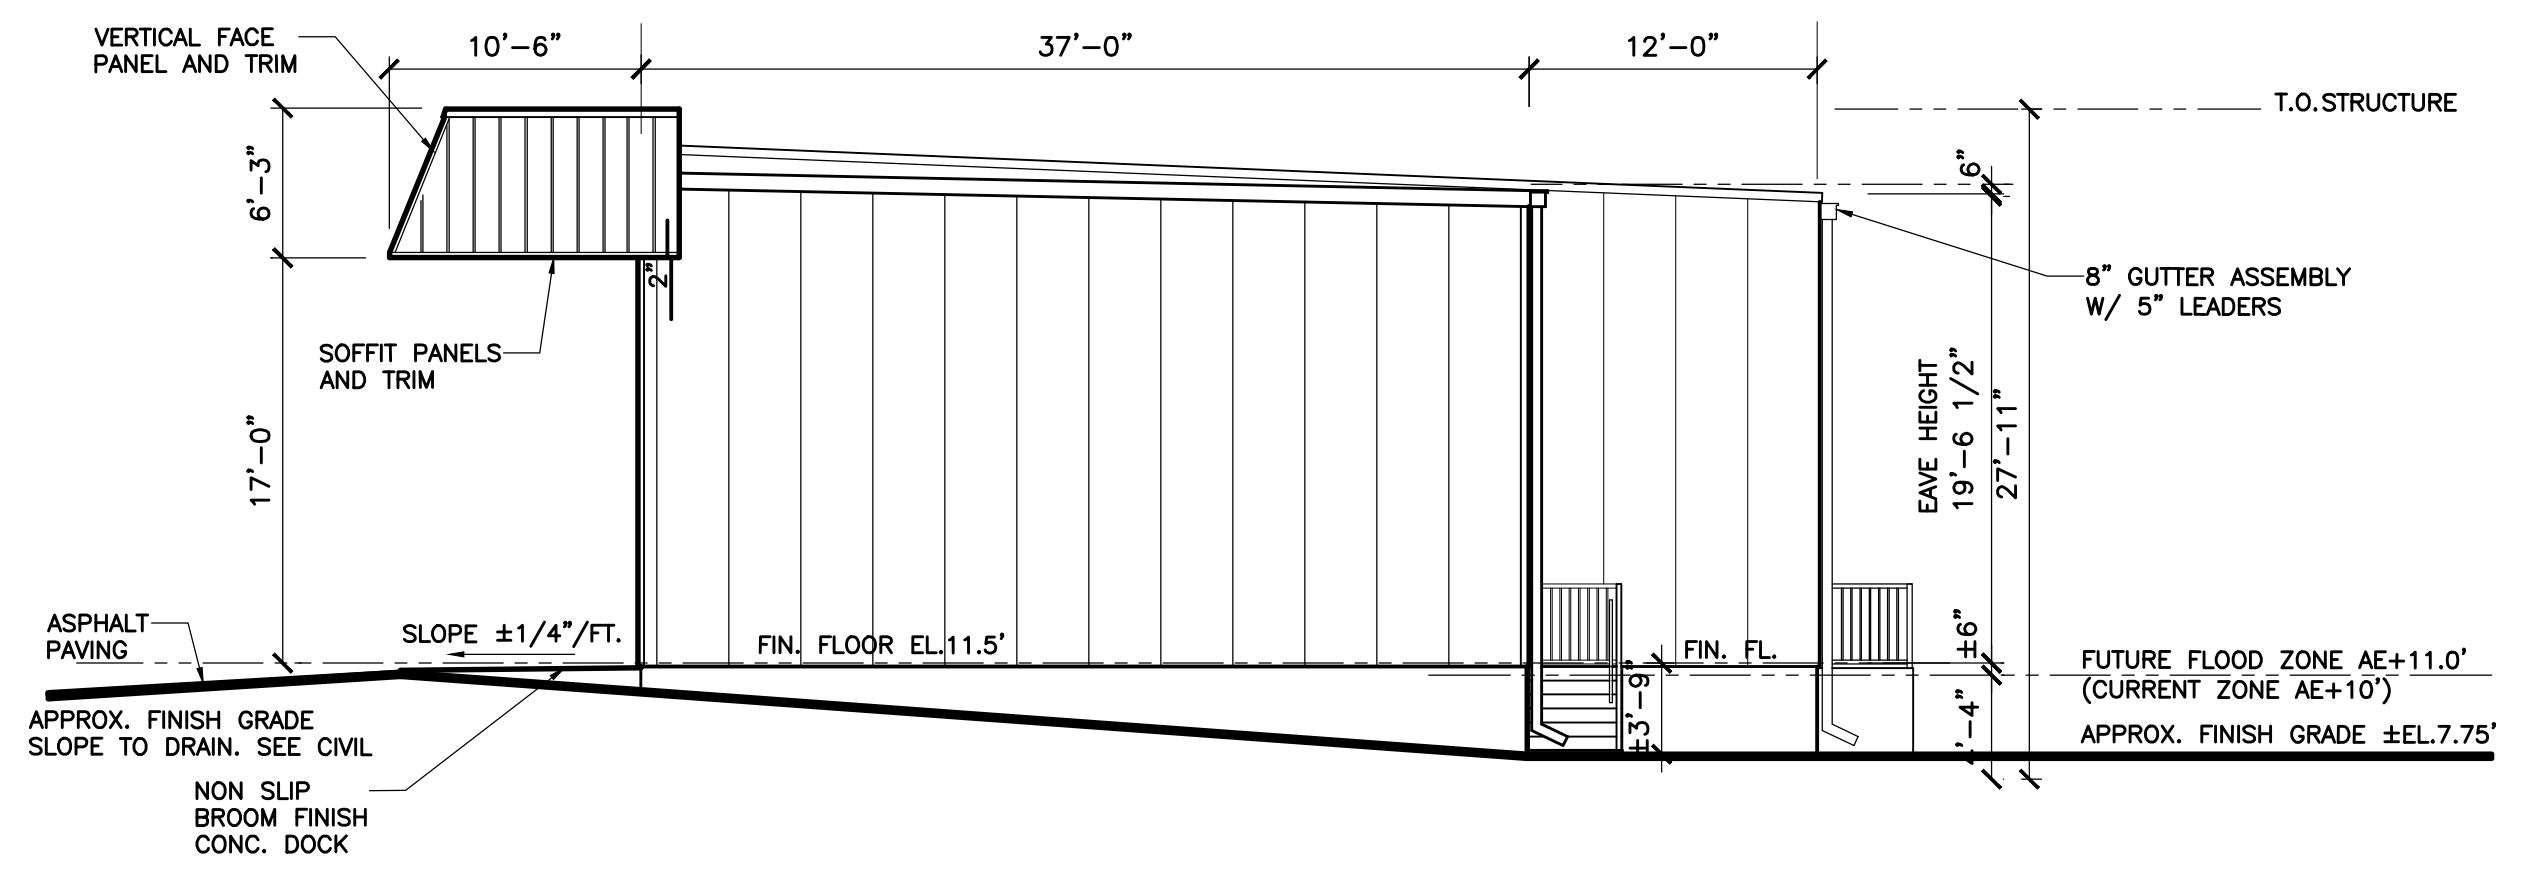 VERTICAL FACE
PANEL AND TRIM
10'-6"
37'-0"
12'-0"
T.O.STRUCTURE
6'-3"
6"
2"
8" GUTTER ASSEMBLY
W/ 5" LEADERS
SOFFIT PANELS
AND TRIM
17'-0"
EAVE HEIGHT
19'-6 1/2"
27'-11"
ASPHALT
PAVING
SLOPE ±1/4"/FT.
FIN. FLOOR EL.11.5'
FIN. FL.
±6"
±3'-9"
FUTURE FLOOD ZONE AE+11.0'
(CURRENT ZONE AE+10')
APPROX. FINISH GRADE ±EL.7.75'
APPROX. FINISH GRADE
SLOPE TO DRAIN. SEE CIVIL
NON SLIP
BROOM FINISH
CONC. DOCK